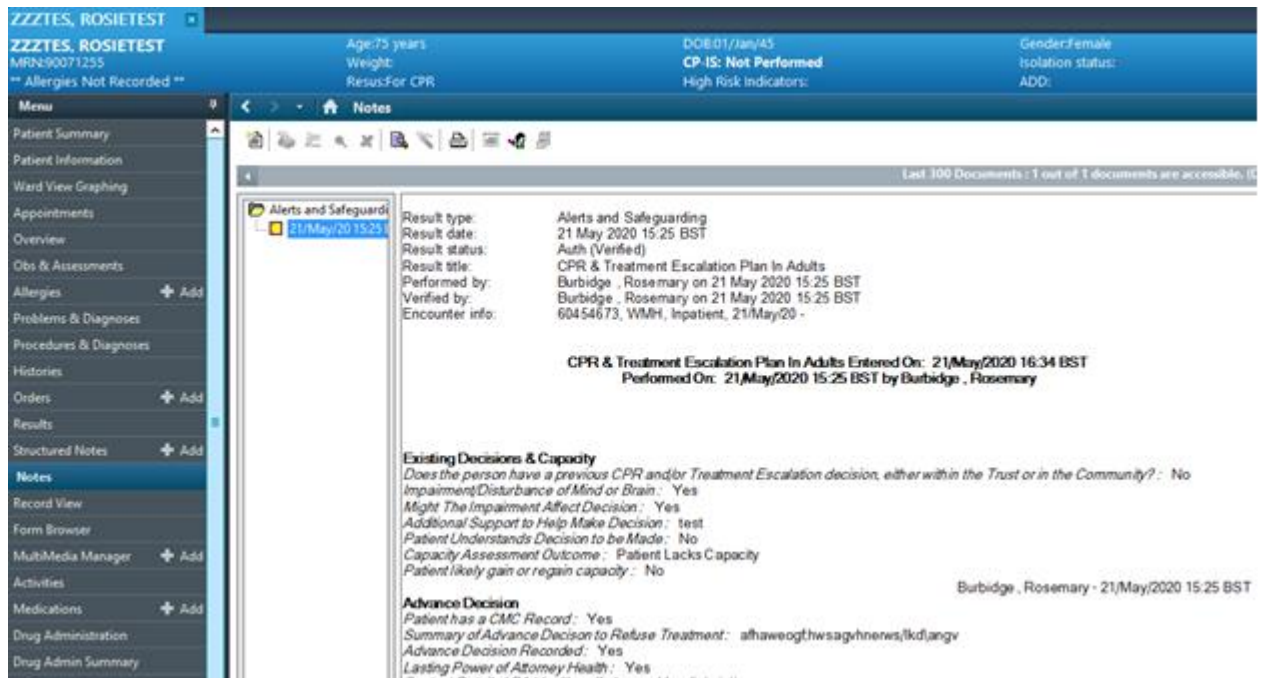 ZZZTES, ROSIETEST
ZZZTES, ROSIETEST
Age:75 years
DOB:01/Jan/45
Gender:Female
MRN:90071255
Weight:
CP-IS: Not Performed
Isolation status:
** Allergies Not Recorded **
Resus:For CPR
High Risk Indicators:
ADD:
Menu
Notes
Patient Summary
Patient Information
Ward View Graphing
Appointments
Overview
Obs & Assessments
Allergies + Add
Problems & Diagnoses
Procedures & Diagnoses
Histories
Orders + Add
Results
Structured Notes + Add
Notes
Record View
Form Browser
MultiMedia Manager + Add
Activities
Medications + Add
Drug Administration
Drug Admin Summary
Last 300 Documents : 1 out of 1 documents are accessible. (
Alerts and Safeguardi
21/May/20 15:25
Result type: Alerts and Safeguarding
Result date: 21 May 2020 15:25 BST
Result status: Auth (Verified)
Result title: CPR & Treatment Escalation Plan In Adults
Performed by: Burbidge , Rosemary on 21 May 2020 15:25 BST
Verified by: Burbidge , Rosemary on 21 May 2020 15:25 BST
Encounter info: 60454673, WMH, Inpatient, 21/May/20 -
CPR & Treatment Escalation Plan In Adults Entered On: 21/May/2020 16:34 BST
Performed On: 21/May/2020 15:25 BST by Burbidge , Rosemary
Existing Decisions & Capacity
Does the person have a previous CPR and/or Treatment Escalation decision, either within the Trust or in the Community? : No
Impairment/Disturbance of Mind or Brain : Yes
Might The Impairment Affect Decision : Yes
Additional Support to Help Make Decision : test
Patient Understands Decision to be Made : No
Capacity Assessment Outcome : Patient Lacks Capacity
Patient likely gain or regain capacity : No
Burbidge , Rosemary - 21/May/2020 15:25 BST
Advance Decision
Patient has a CMC Record : Yes
Summary of Advance Decison to Refuse Treatment :
Advance Decision Recorded : Yes
Lasting Power of Attorney Health : Yes